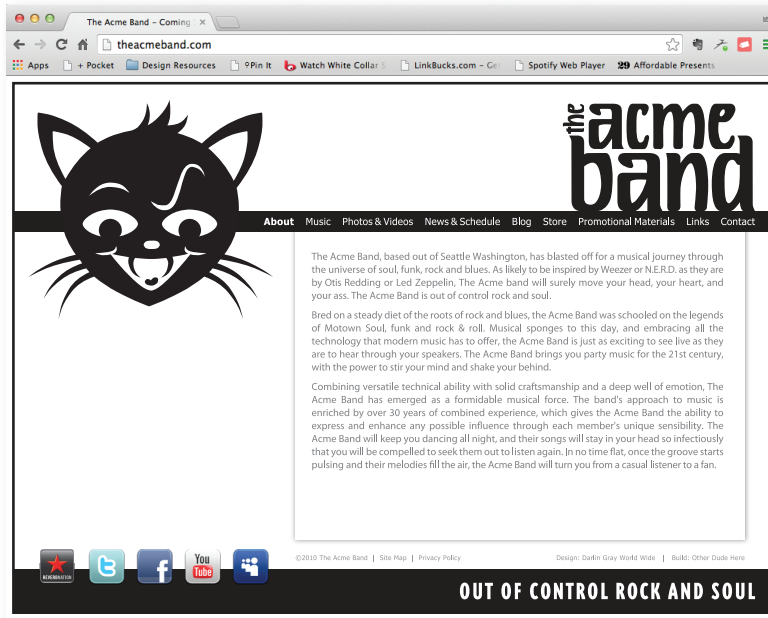 The Acme Band – Coming
theacmeband.com
Apps + Pocket Design Resources Pin It Watch White Collar S LinkBucks.com – Ge Spotify Web Player 29 Affordable Presents
the acme
band
About Music Photos & Videos News & Schedule Blog Store Promotional Materials Links Contact
The Acme Band, based out of Seattle Washington, has blasted off for a musical journey through
the universe of soul, funk, rock and blues. As likely to be inspired by Weezer or N.E.R.D. as they are
by Otis Redding or Led Zeppelin, The Acme band will surely move your head, your heart, and
your ass. The Acme Band is out of control rock and soul.
Bred on a steady diet of the roots of rock and blues, the Acme Band was schooled on the legends
of Motown Soul, funk and rock & roll. Musical sponges to this day, and embracing all the
technology that modern music has to offer, the Acme Band is just as exciting to see live as they
are to hear through your speakers. The Acme Band brings you party music for the 21st century,
with the power to stir your mind and shake your behind.
Combining versatile technical ability with solid craftsmanship and a deep well of emotion, The
Acme Band has emerged as a formidable musical force. The band's approach to music is
enriched by over 30 years of combined experience, which gives the Acme Band the ability to
express and enhance any possible influence through each member's unique sensibility. The
Acme Band will keep you dancing all night, and their songs will stay in your head so infectiously
that you will be compelled to seek them out to listen again. In no time flat, once the groove starts
pulsing and their melodies fill the air, the Acme Band will turn you from a casual listener to a fan.
©2010 The Acme Band | Site Map | Privacy Policy
Design: Darlin Gray World Wide | Build: Other Dude Here
REVERBNATION
You
Tube
OUT OF CONTROL ROCK AND SOUL